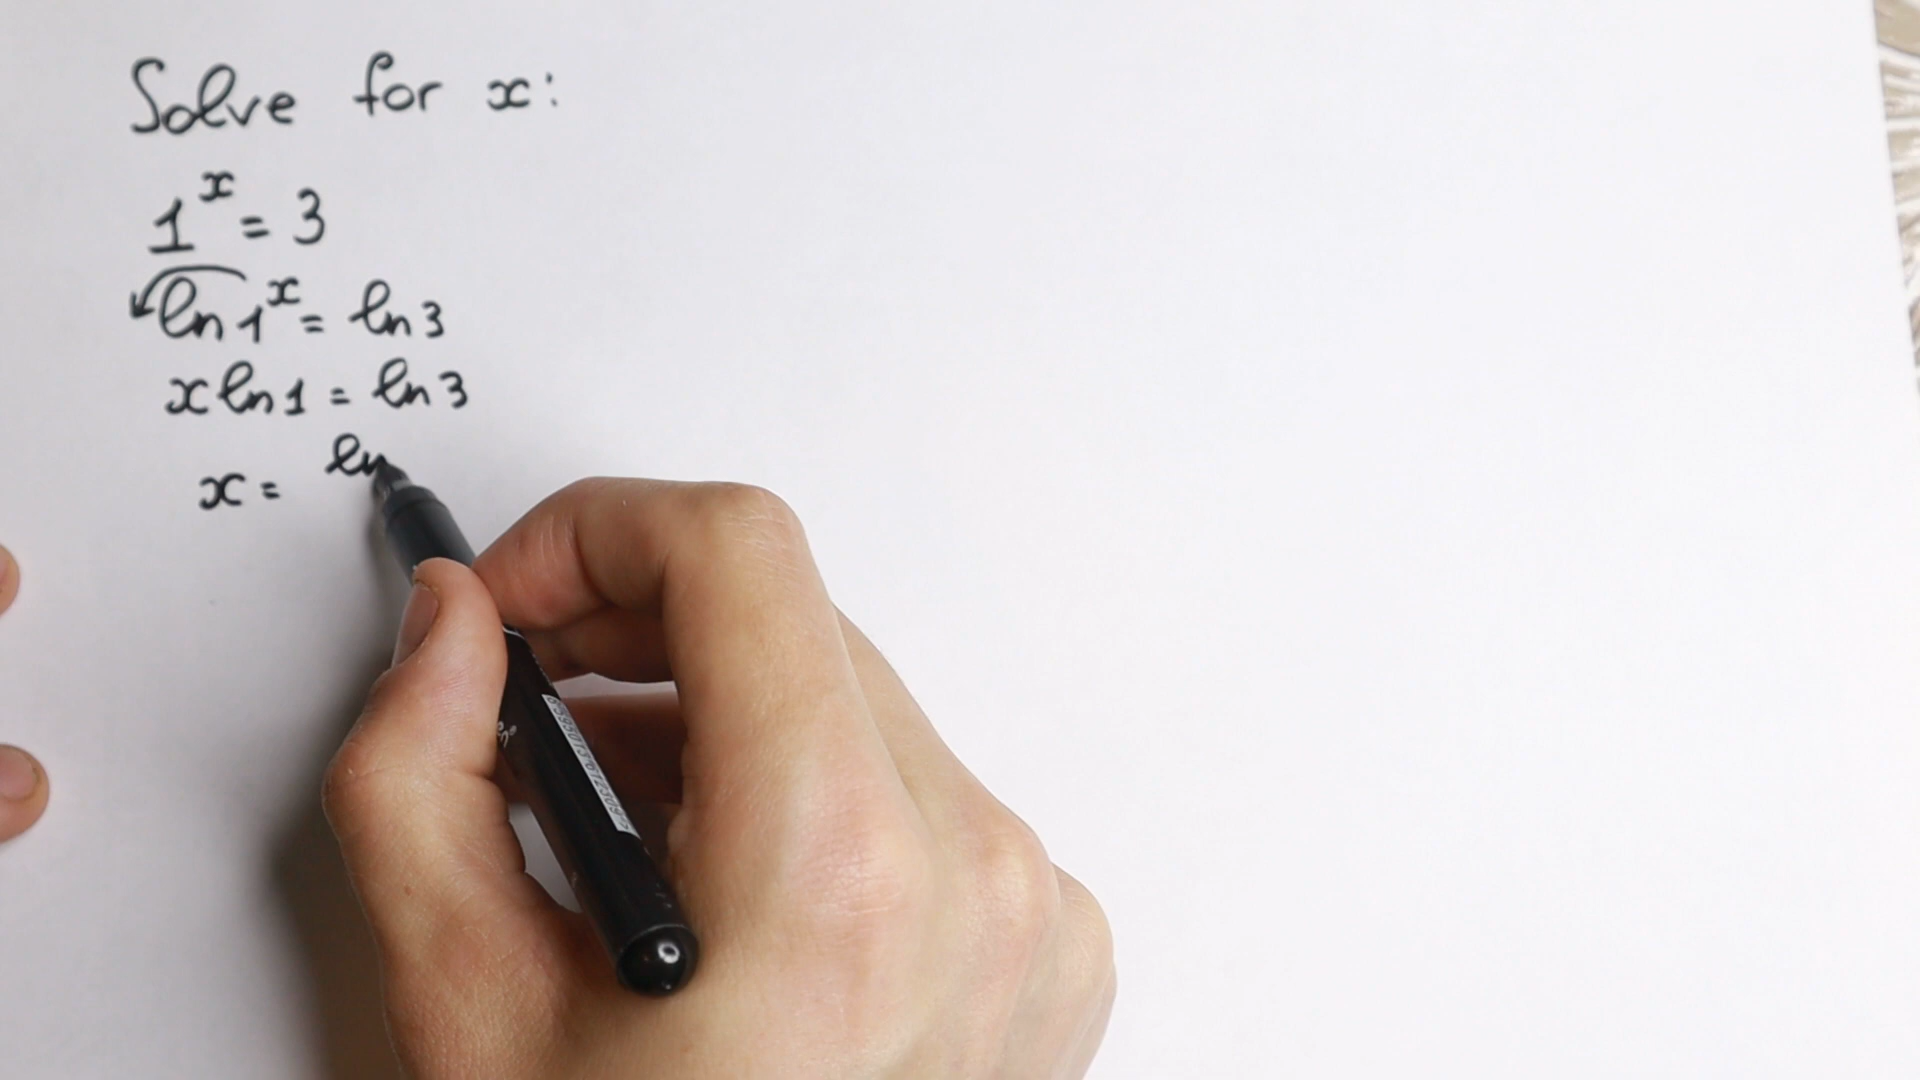 Solve for x:
1^x = 3
ln 1^x = ln 3
x ln 1 = ln 3
x = ln